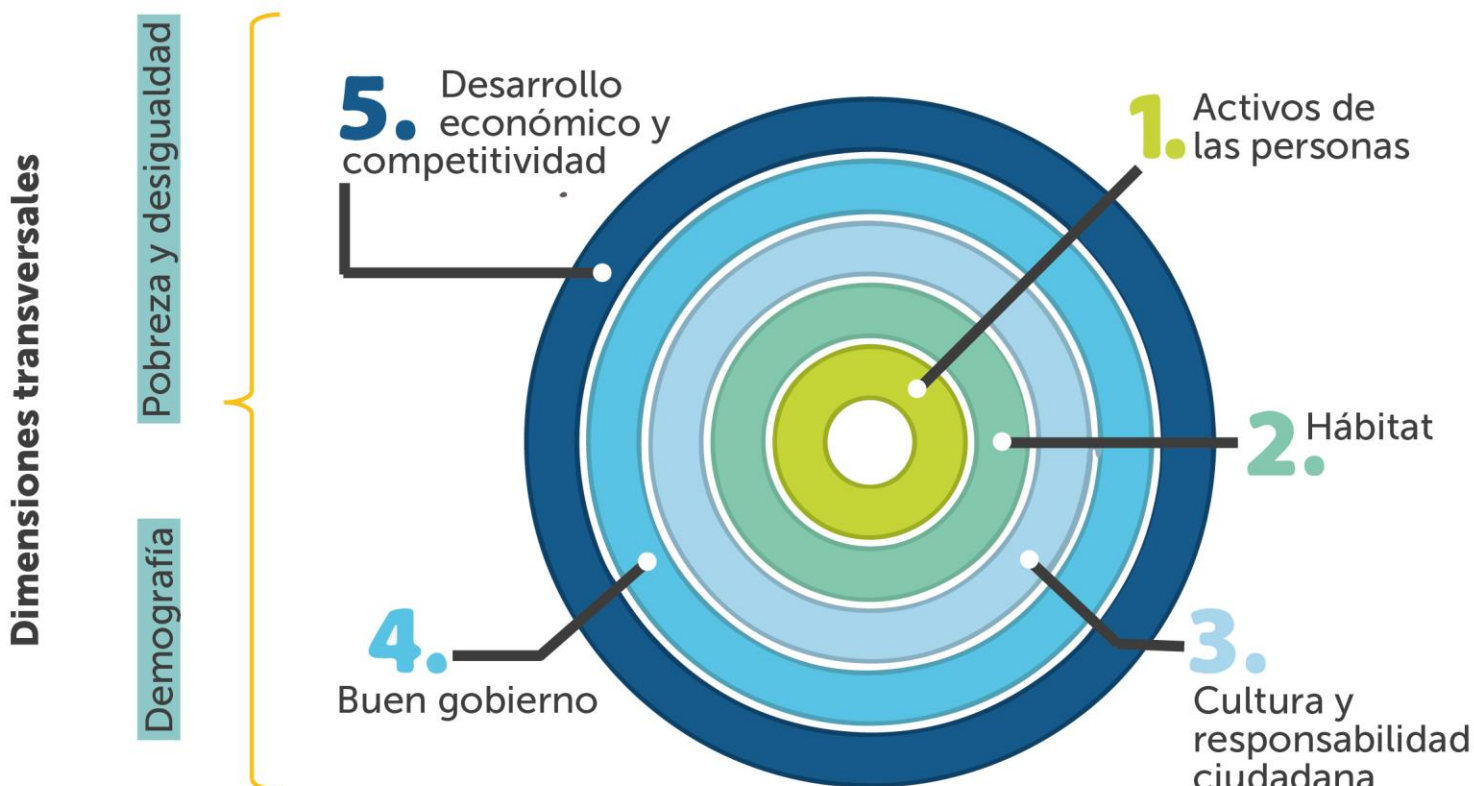 Dimensiones transversales
Pobreza y desigualdad
Demografía
5. Desarrollo
económico y
competitividad
1. Activos de
las personas
2. Hábitat
3.
Cultura y
responsabilidad
ciudadana
4.
Buen gobierno